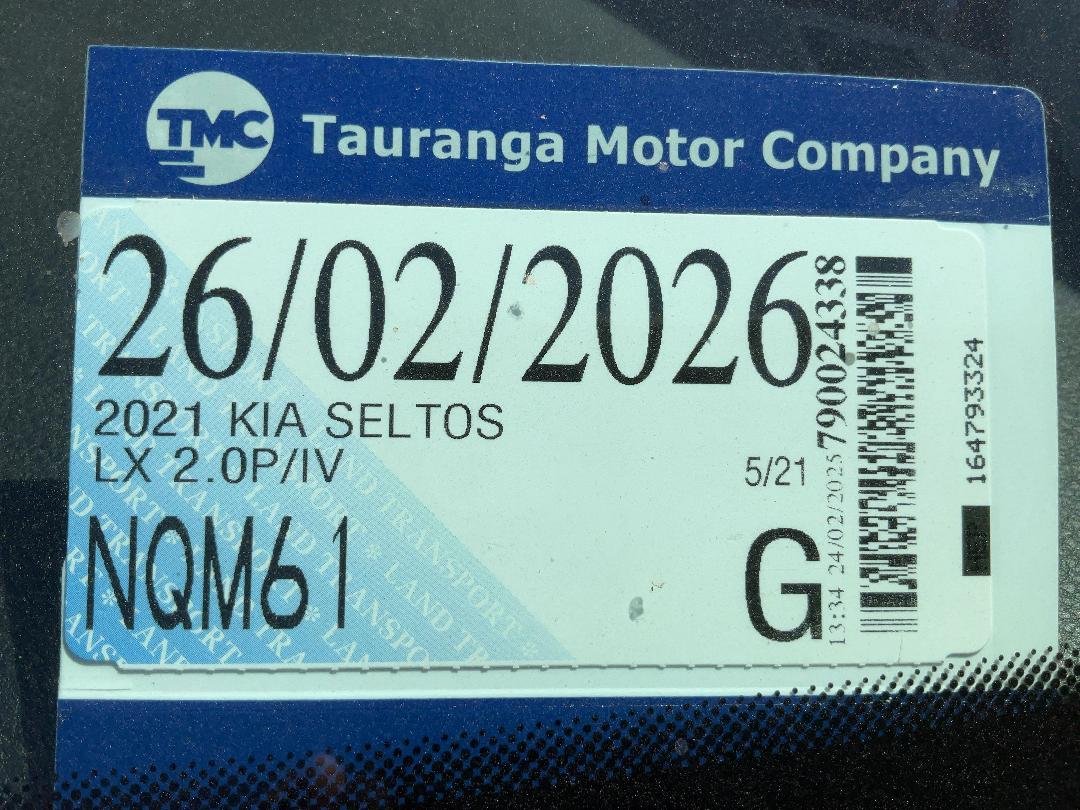 TMC Tauranga Motor Company
26/02/2026
2021 KIA SELTOS
LX 2.0P/IV
5/21
NQM61
G
13:34 24/02/2025 7900024338
164793324